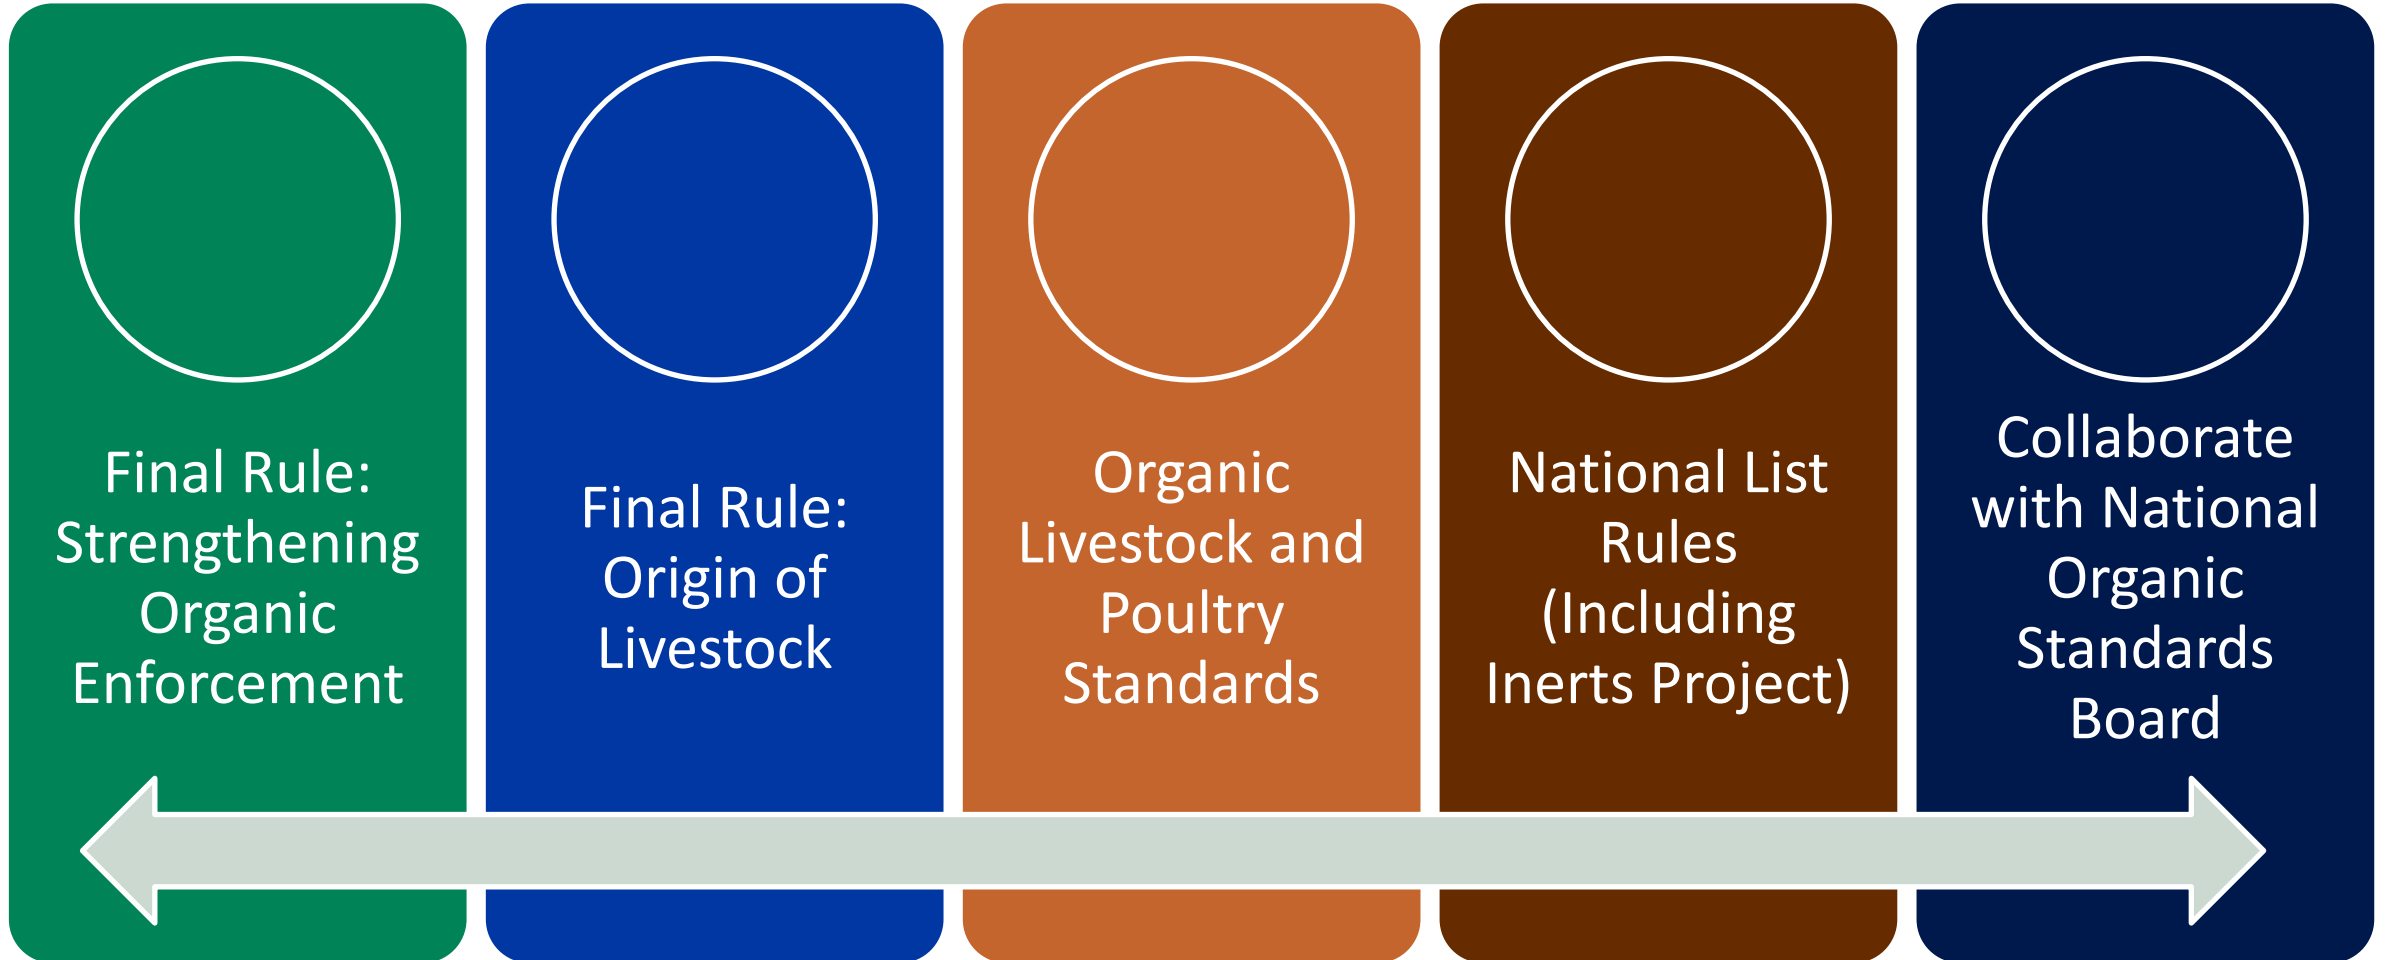 Final Rule:
Strengthening
Organic
Enforcement
Final Rule:
Origin of
Livestock
Organic
Livestock and
Poultry
Standards
National List
Rules
(Including
Inerts Project)
Collaborate
with National
Organic
Standards
Board